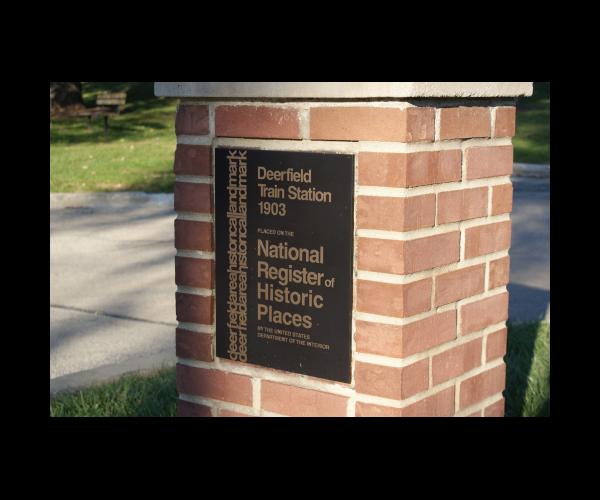 deerfieldareahistoricallandmark
deerfieldareahistoricallandmark
Deerfield
Train Station
1903
PLACED ON THE
National
Register of
Historic
Places
BY THE UNITED STATES
DEPARTMENT OF THE INTERIOR